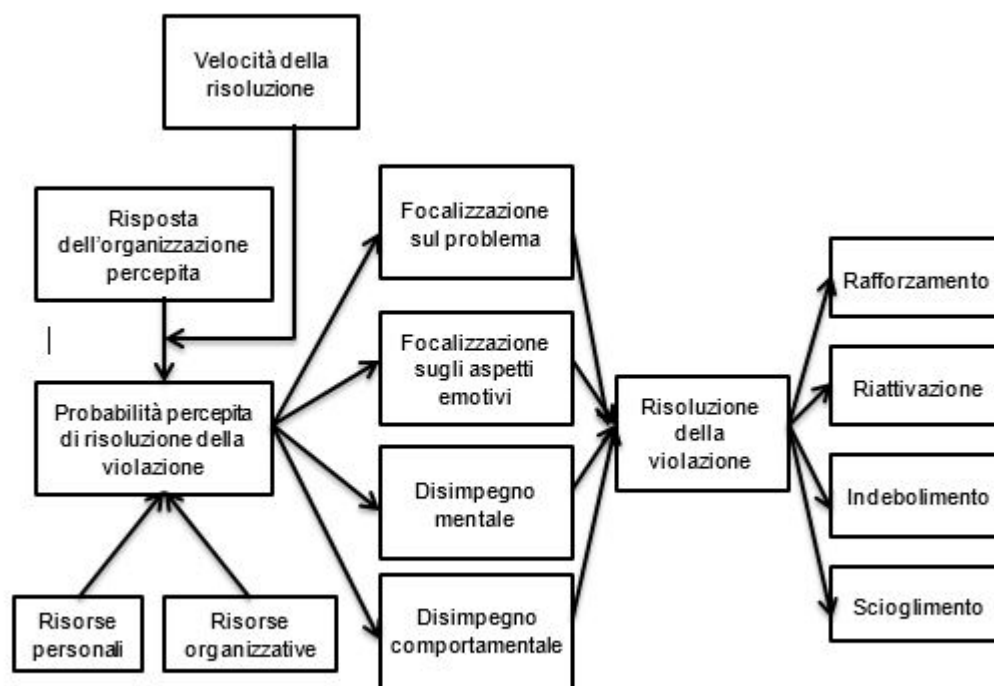 Velocità della
risoluzione
Risposta
dell'organizzazione
percepita
Probabilità percepita
di risoluzione della
violazione
Risorse
personali
Risorse
organizzative
Focalizzazione
sul problema
Focalizzazione
sugli aspetti
emotivi
Disimpegno
mentale
Disimpegno
comportamentale
Risoluzione
della
violazione
Rafforzamento
Riattivazione
Indebolimento
Scioglimento